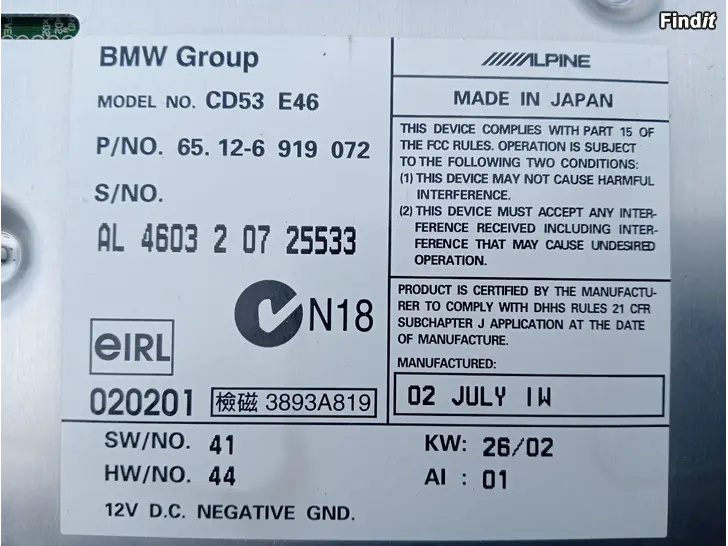 Findit
BMW Group
MODEL NO. CD53 E46
P/NO. 65. 12-6 919 072
S/NO.
AL 4603 2 07 25533
N18
eIRL
020201
檢磁 3893A819
ALPINE
MADE IN JAPAN
THIS DEVICE COMPLIES WITH PART 15 OF
THE FCC RULES. OPERATION IS SUBJECT
TO THE FOLLOWING TWO CONDITIONS:
(1) THIS DEVICE MAY NOT CAUSE HARMFUL
INTERFERENCE.
(2) THIS DEVICE MUST ACCEPT ANY INTER-
FERENCE RECEIVED INCLUDING INTER-
FERENCE THAT MAY CAUSE UNDESIRED
OPERATION.
PRODUCT IS CERTIFIED BY THE MANUFACTU-
RER TO COMPLY WITH DHHS RULES 21 CFR
SUBCHAPTER J APPLICATION AT THE DATE
OF MANUFACTURE.
MANUFACTURED:
02 JULY 1W
SW/NO. 41
HW/NO. 44
12V D.C. NEGATIVE GND.
KW: 26/02
AI : 01